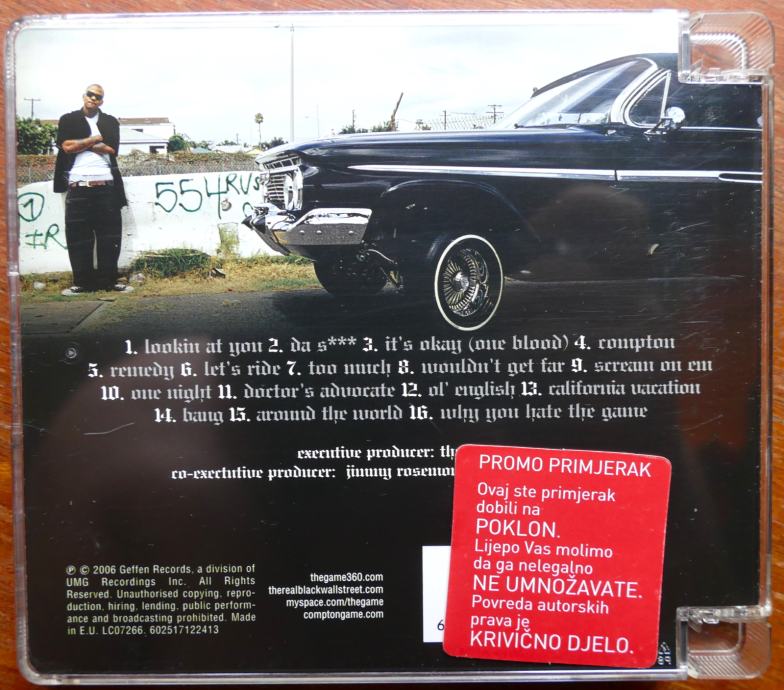 554 RUS
1
#R
1. lookin at you 2. da s*** 3. it's okay (one blood) 4. compton
5. remedy 6. let's ride 7. too much 8. wouldn't get far 9. scream on em
10. one night 11. doctor's advocate 12. ol' english 13. california vacation
14. bang 15. around the world 16. why you hate the game
executive producer: th
co-exectutive producer: jimmy rosemo
PROMO PRIMJERAK
Ovaj ste primjerak
dobili na
POKLON.
Lijepo Vas molimo
da ga nelegalno
NE UMNOŽAVATE.
Povreda autorskih
prava je
KRIVIČNO DJELO.
℗ © 2006 Geffen Records, a division of
UMG Recordings Inc. All Rights
Reserved. Unauthorised copying, repro-
duction, hiring, lending, public perform-
ance and broadcasting prohibited. Made
in E.U. LC07266. 602517122413
thegame360.com
therealblackwallstreet.com
myspace.com/thegame
comptongame.com
6